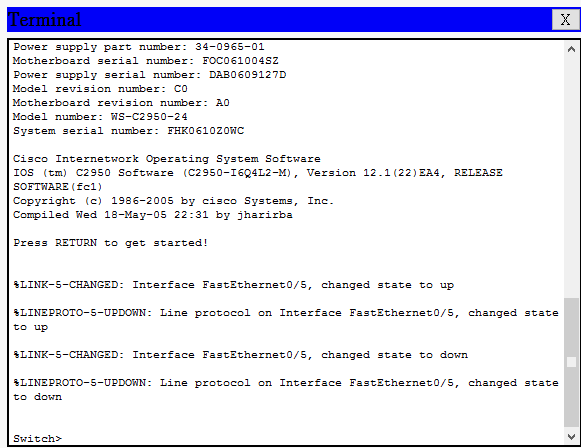 Terminal
X
Power supply part number: 34-0965-01
Motherboard serial number: FOC061004SZ
Power supply serial number: DAB0609127D
Model revision number: C0
Motherboard revision number: A0
Model number: WS-C2950-24
System serial number: FHK0610Z0WC
Cisco Internetwork Operating System Software
IOS (tm) C2950 Software (C2950-I6Q4L2-M), Version 12.1(22)EA4, RELEASE
SOFTWARE(fc1)
Copyright (c) 1986-2005 by cisco Systems, Inc.
Compiled Wed 18-May-05 22:31 by jharirba
Press RETURN to get started!
%LINK-5-CHANGED: Interface FastEthernet0/5, changed state to up
%LINEPROTO-5-UPDOWN: Line protocol on Interface FastEthernet0/5, changed state
to up
%LINK-5-CHANGED: Interface FastEthernet0/5, changed state to down
%LINEPROTO-5-UPDOWN: Line protocol on Interface FastEthernet0/5, changed state
to down
Switch>